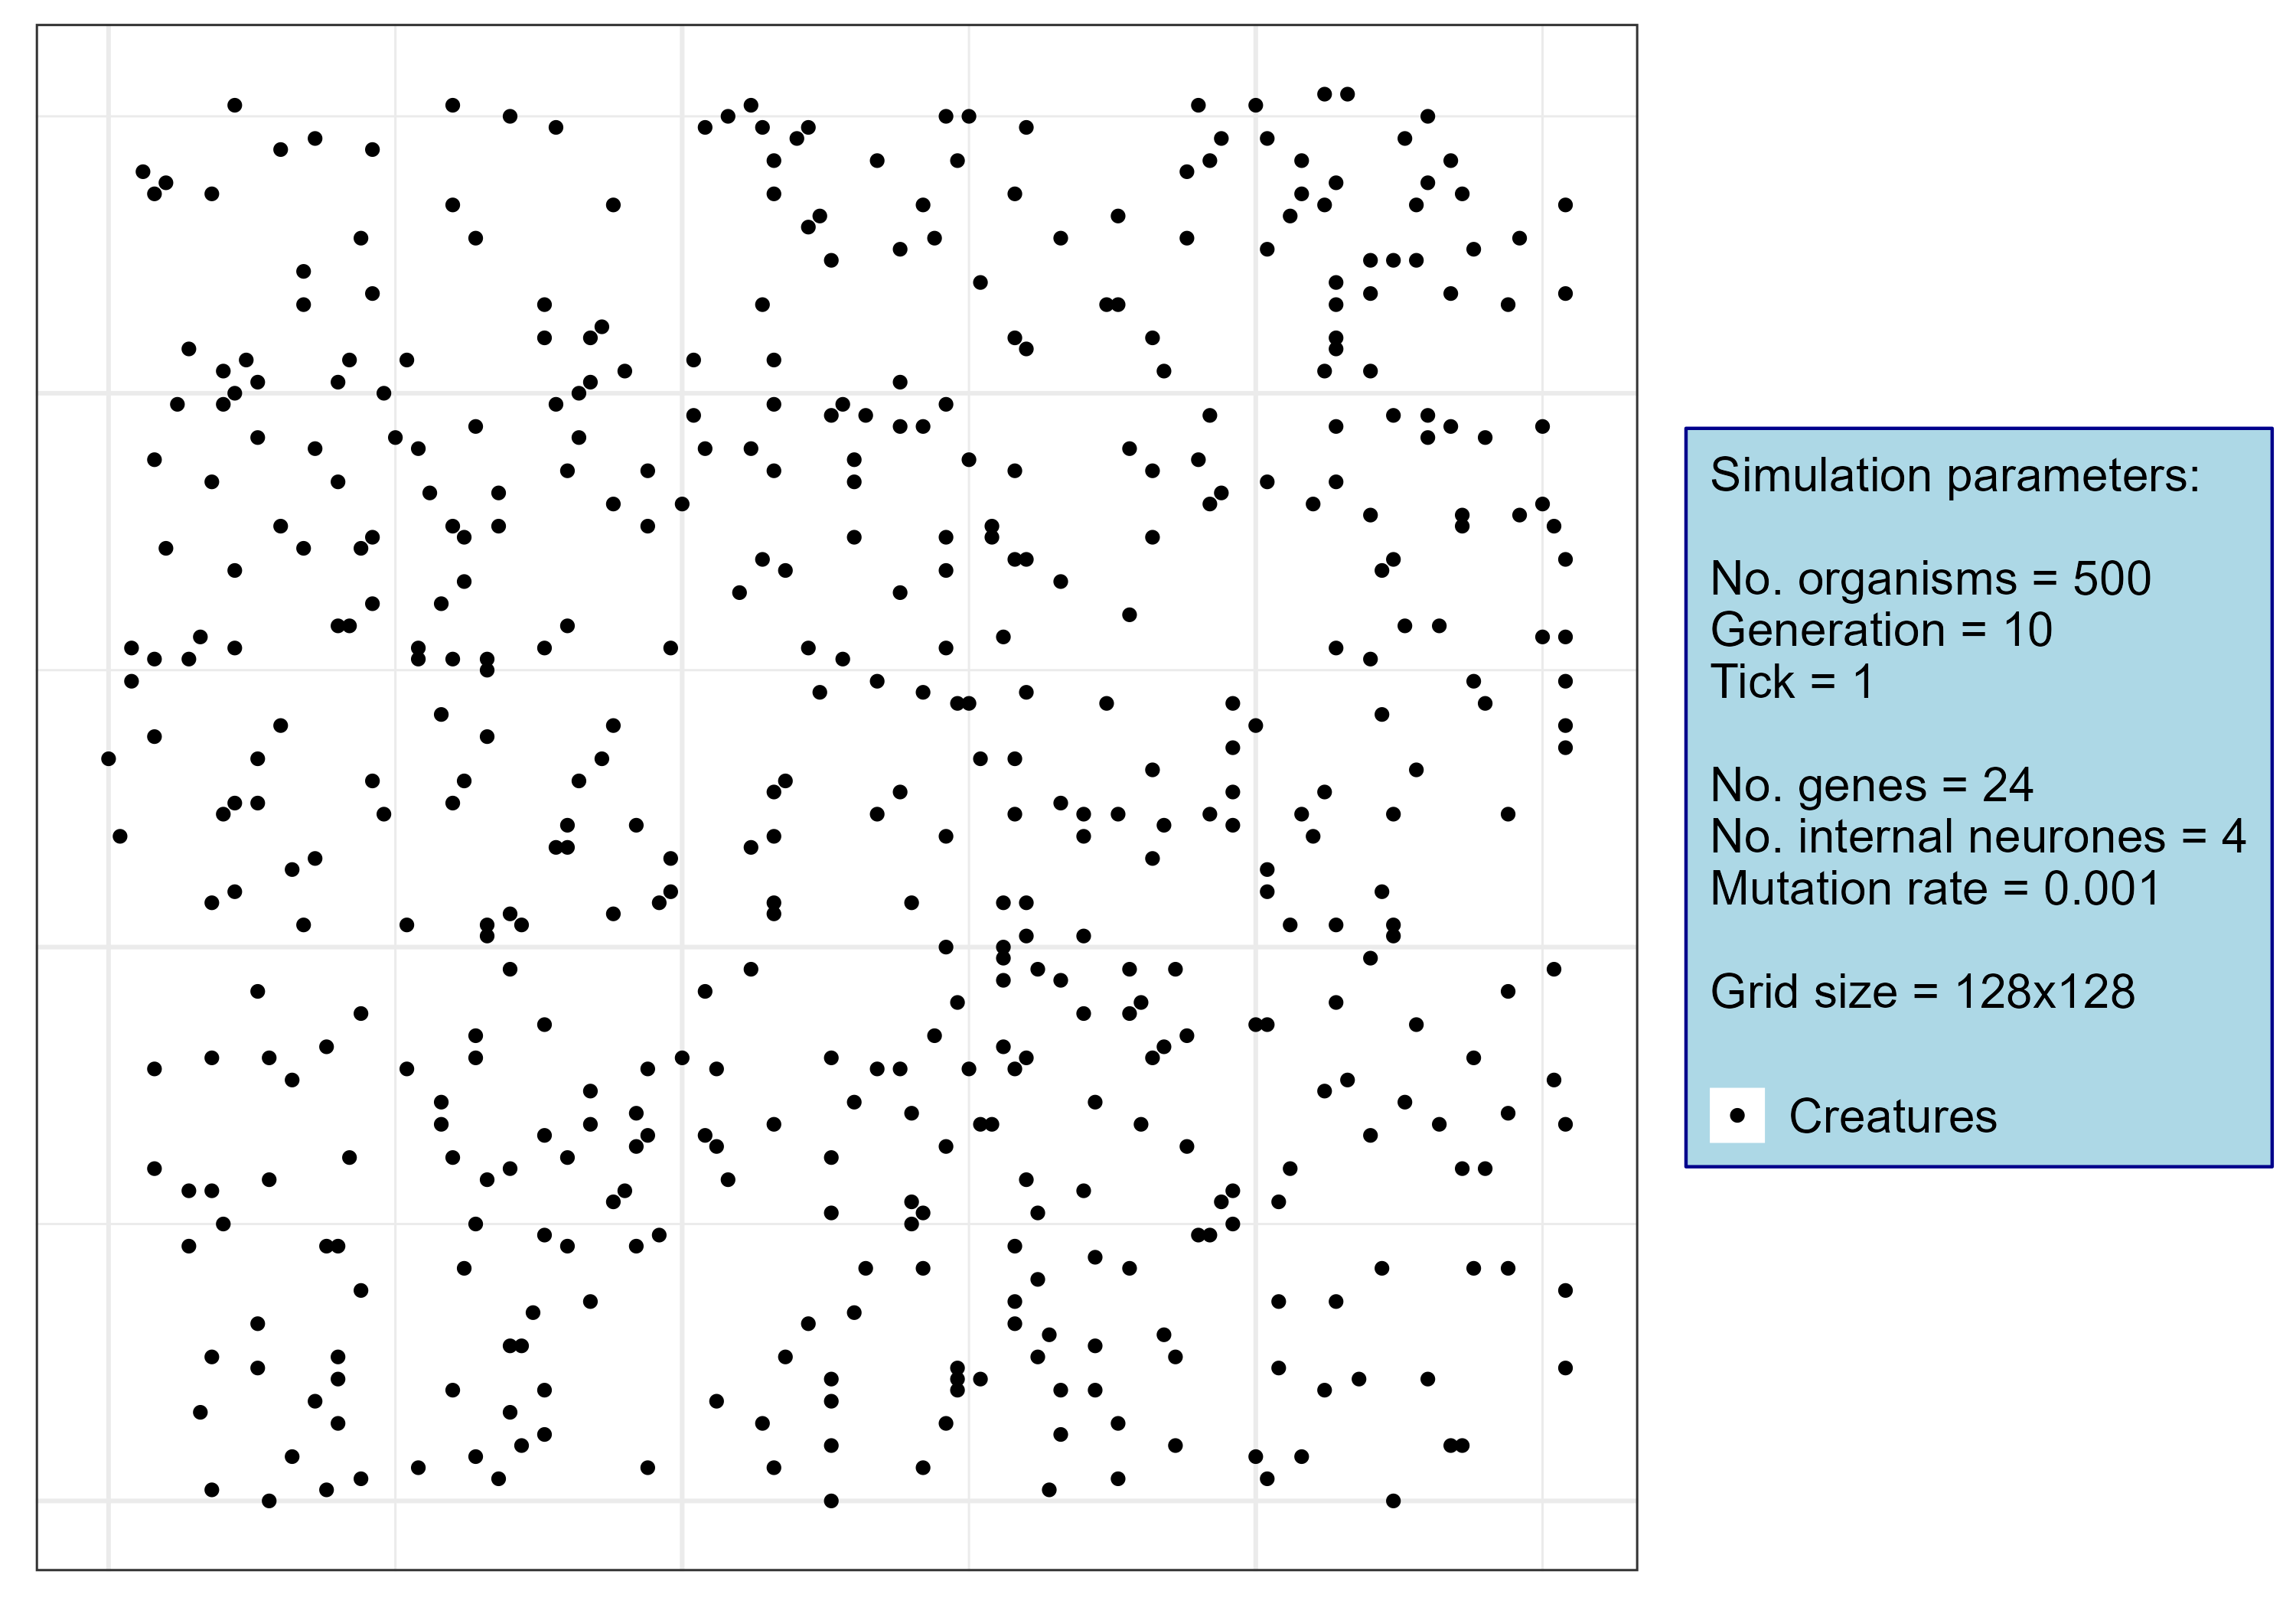 Simulation parameters:
No. organisms = 500
Generation = 10
Tick = 1
No. genes = 24
No. internal neurones = 4
Mutation rate = 0.001
Grid size = 128x128
Creatures